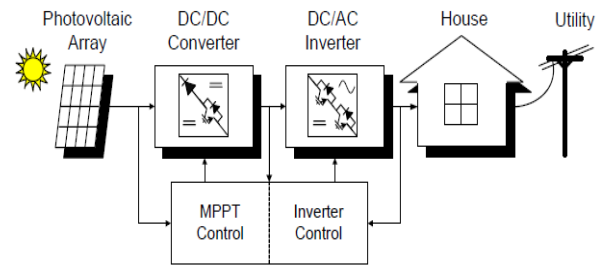 Photovoltaic
Array
DC/DC
Converter
DC/AC
Inverter
House
Utility
MPPT
Control
Inverter
Control